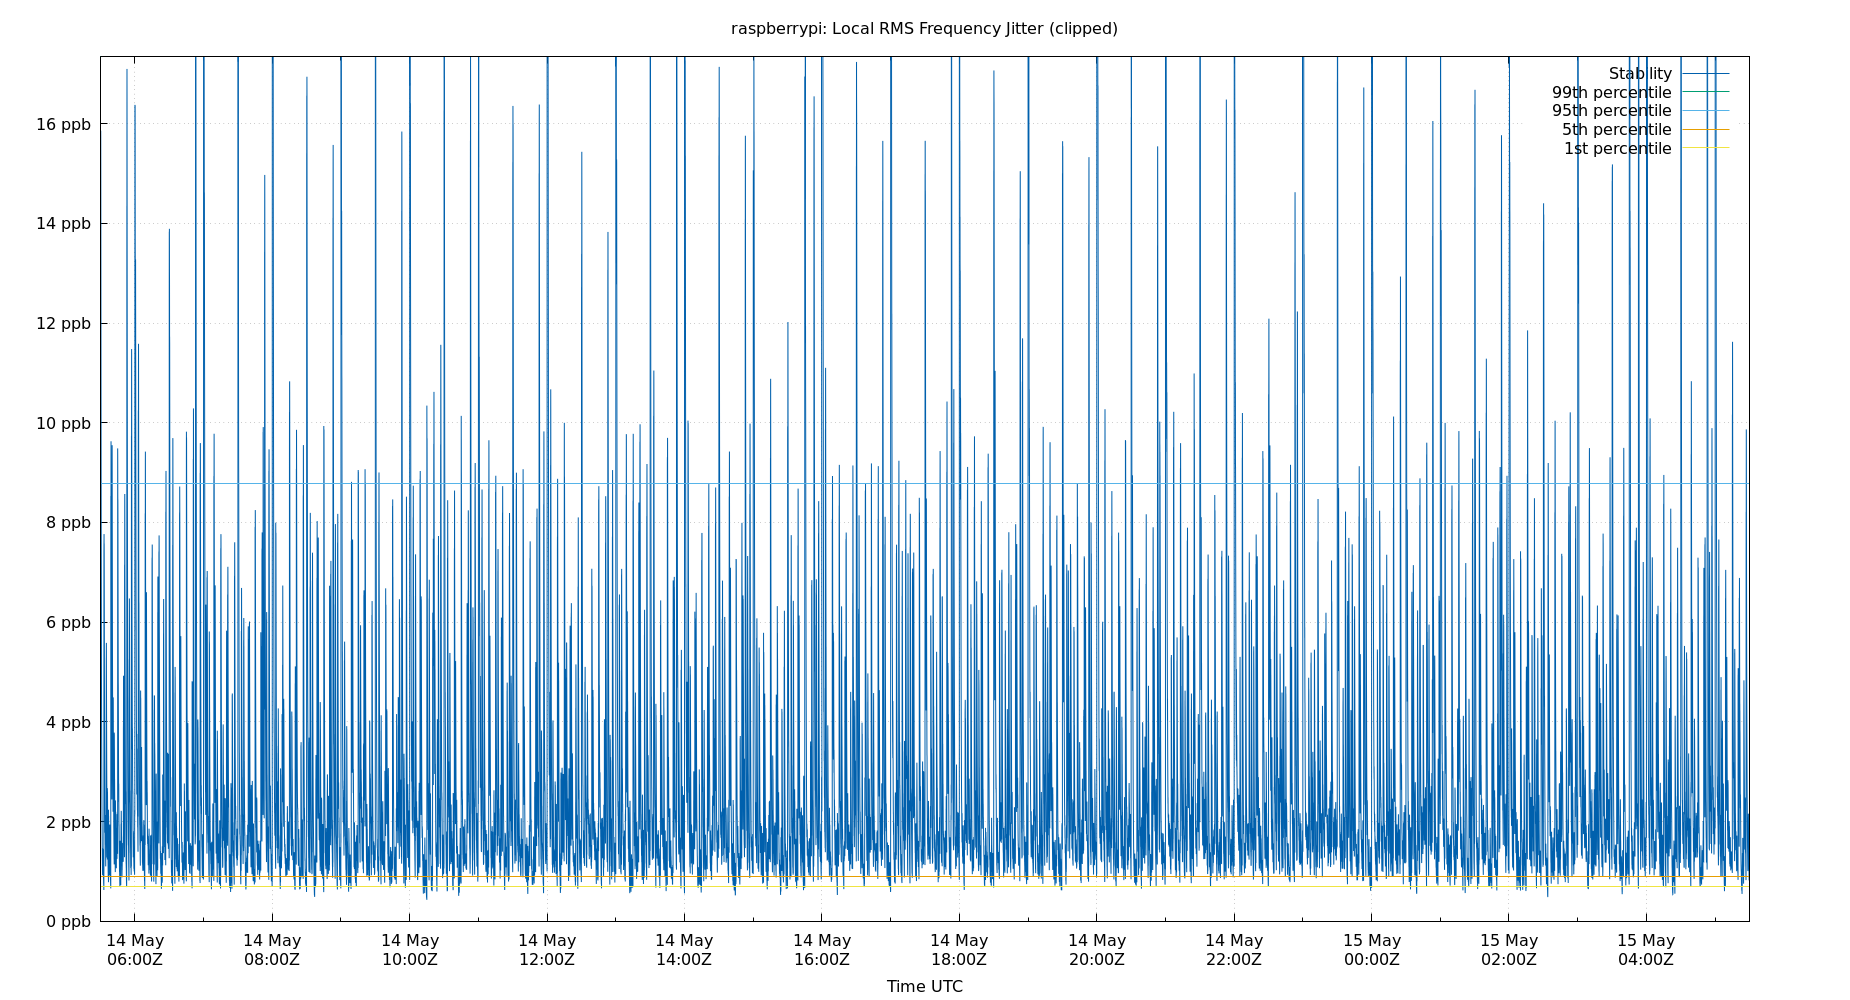 raspberrypi: Local RMS Frequency Jitter (clipped)
Stability
99th percentile
95th percentile
5th percentile
1st percentile
16 ppb
14 ppb
12 ppb
10 ppb
8 ppb
6 ppb
4 ppb
2 ppb
0 ppb
14 May 14 May 14 May 14 May 14 May 14 May 14 May 14 May 14 May 15 May 15 May 15 May
06:00Z 08:00Z 10:00Z 12:00Z 14:00Z 16:00Z 18:00Z 20:00Z 22:00Z 00:00Z 02:00Z 04:00Z
Time UTC